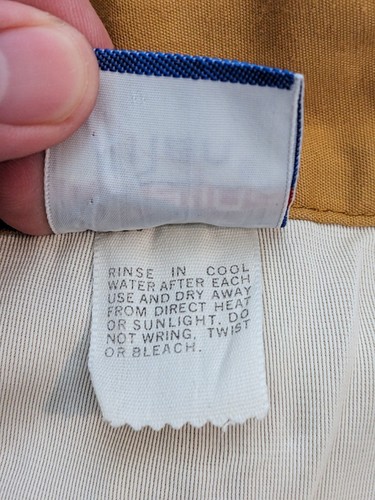 RINSE IN COOL
WATER AFTER EACH
USE AND DRY AWAY
FROM DIRECT HEAT
OR SUNLIGHT. DO
NOT WRING, TWIST
OR BLEACH.